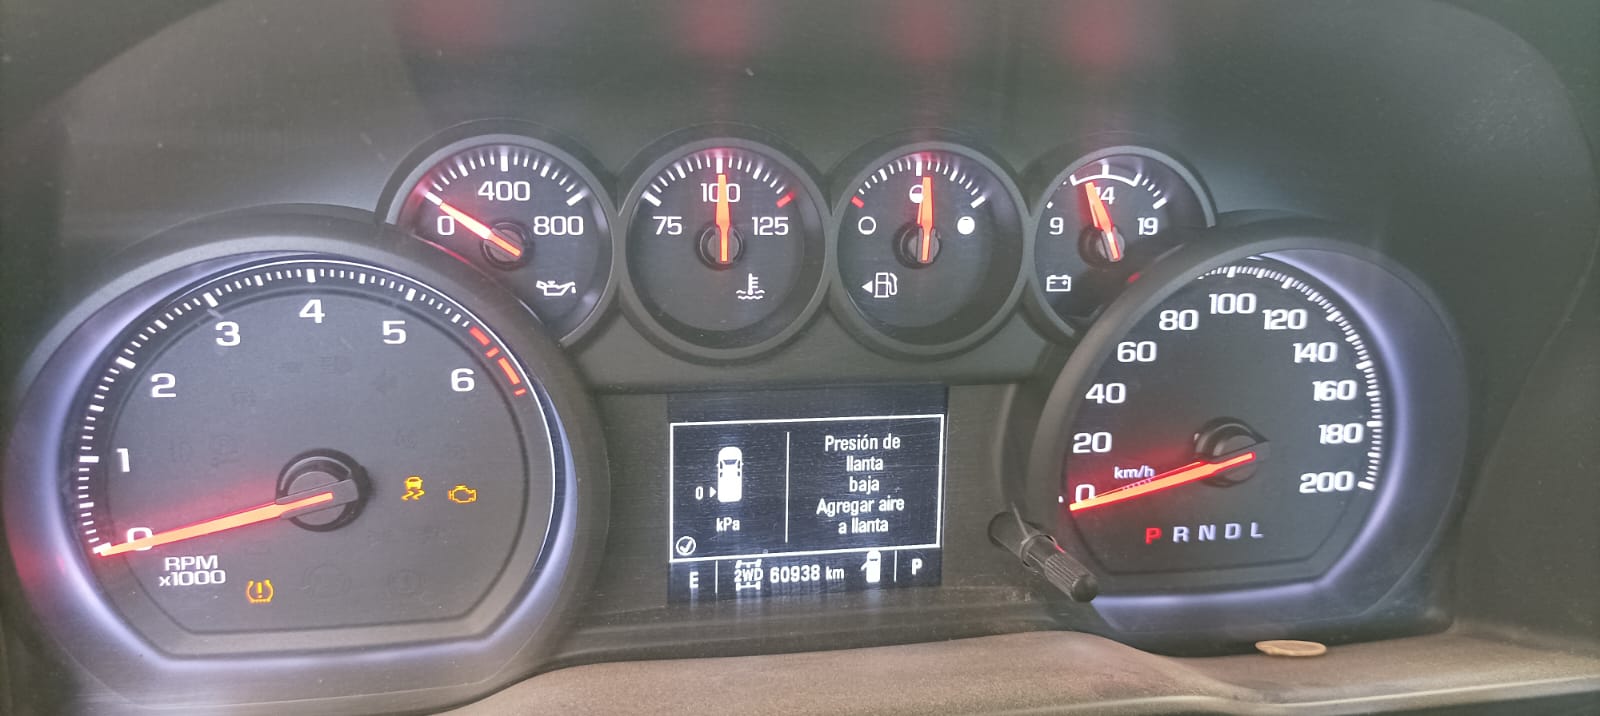 400
0 800
100
75 125
14
9 19
4
3 5
2 6
1
0
RPM
x1000
Presión de
llanta
baja
Agregar aire
a llanta
0
kPa
E 2WD 60938 km P
100
80 120
60 140
40 160
20 180
km/h
0 200
P R N D L